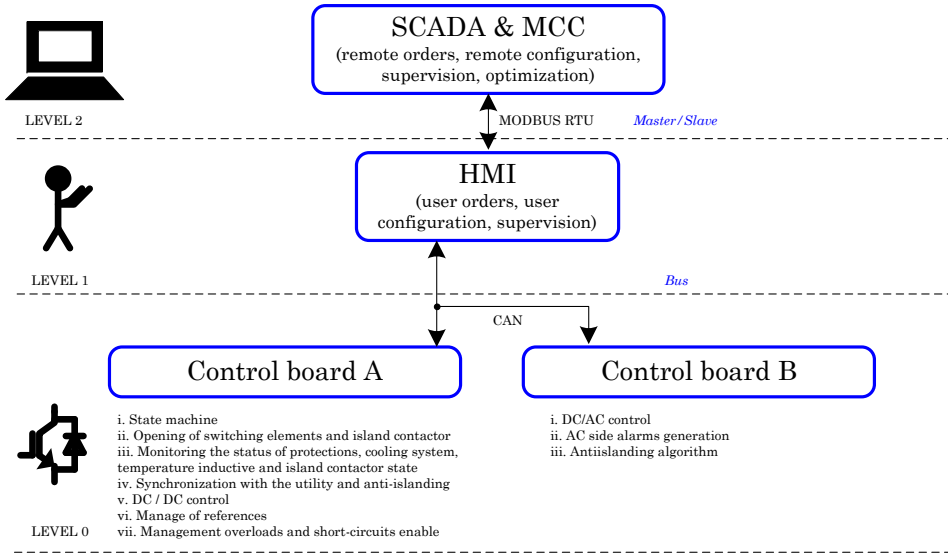 SCADA & MCC
(remote orders, remote configuration,
supervision, optimization)
LEVEL 2
MODBUS RTU
Master/Slave
HMI
(user orders, user
configuration, supervision)
LEVEL 1
Bus
CAN
Control board A
Control board B
i. State machine
ii. Opening of switching elements and island contactor
iii. Monitoring the status of protections, cooling system,
temperature inductive and island contactor state
iv. Synchronization with the utility and anti-islanding
v. DC / DC control
vi. Manage of references
vii. Management overloads and short-circuits enable
i. DC/AC control
ii. AC side alarms generation
iii. Antiislanding algorithm
LEVEL 0